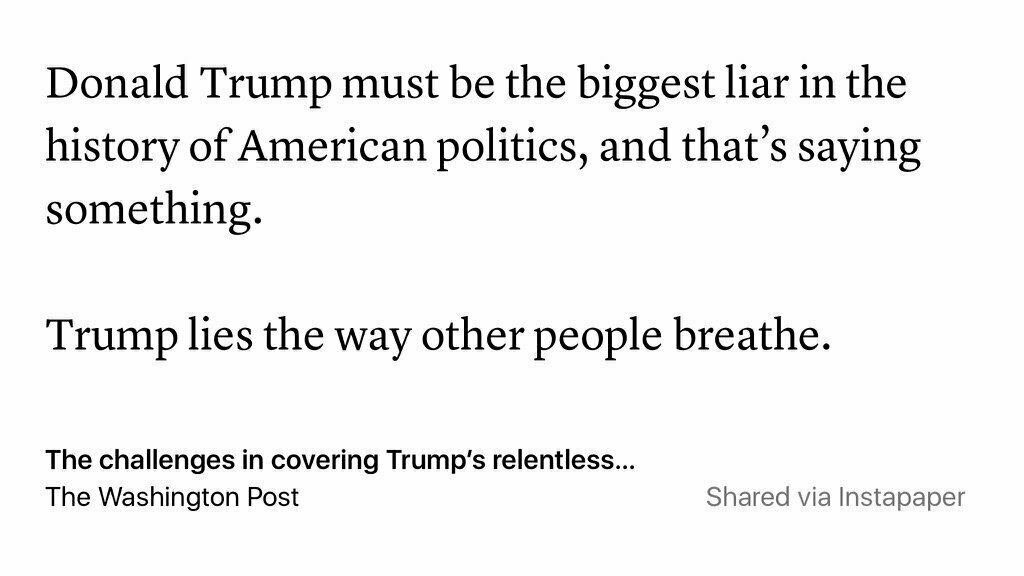 Donald Trump must be the biggest liar in the
history of American politics, and that’s saying
something.
Trump lies the way other people breathe.
The challenges in covering Trump’s relentless...
The Washington Post
Shared via Instapaper